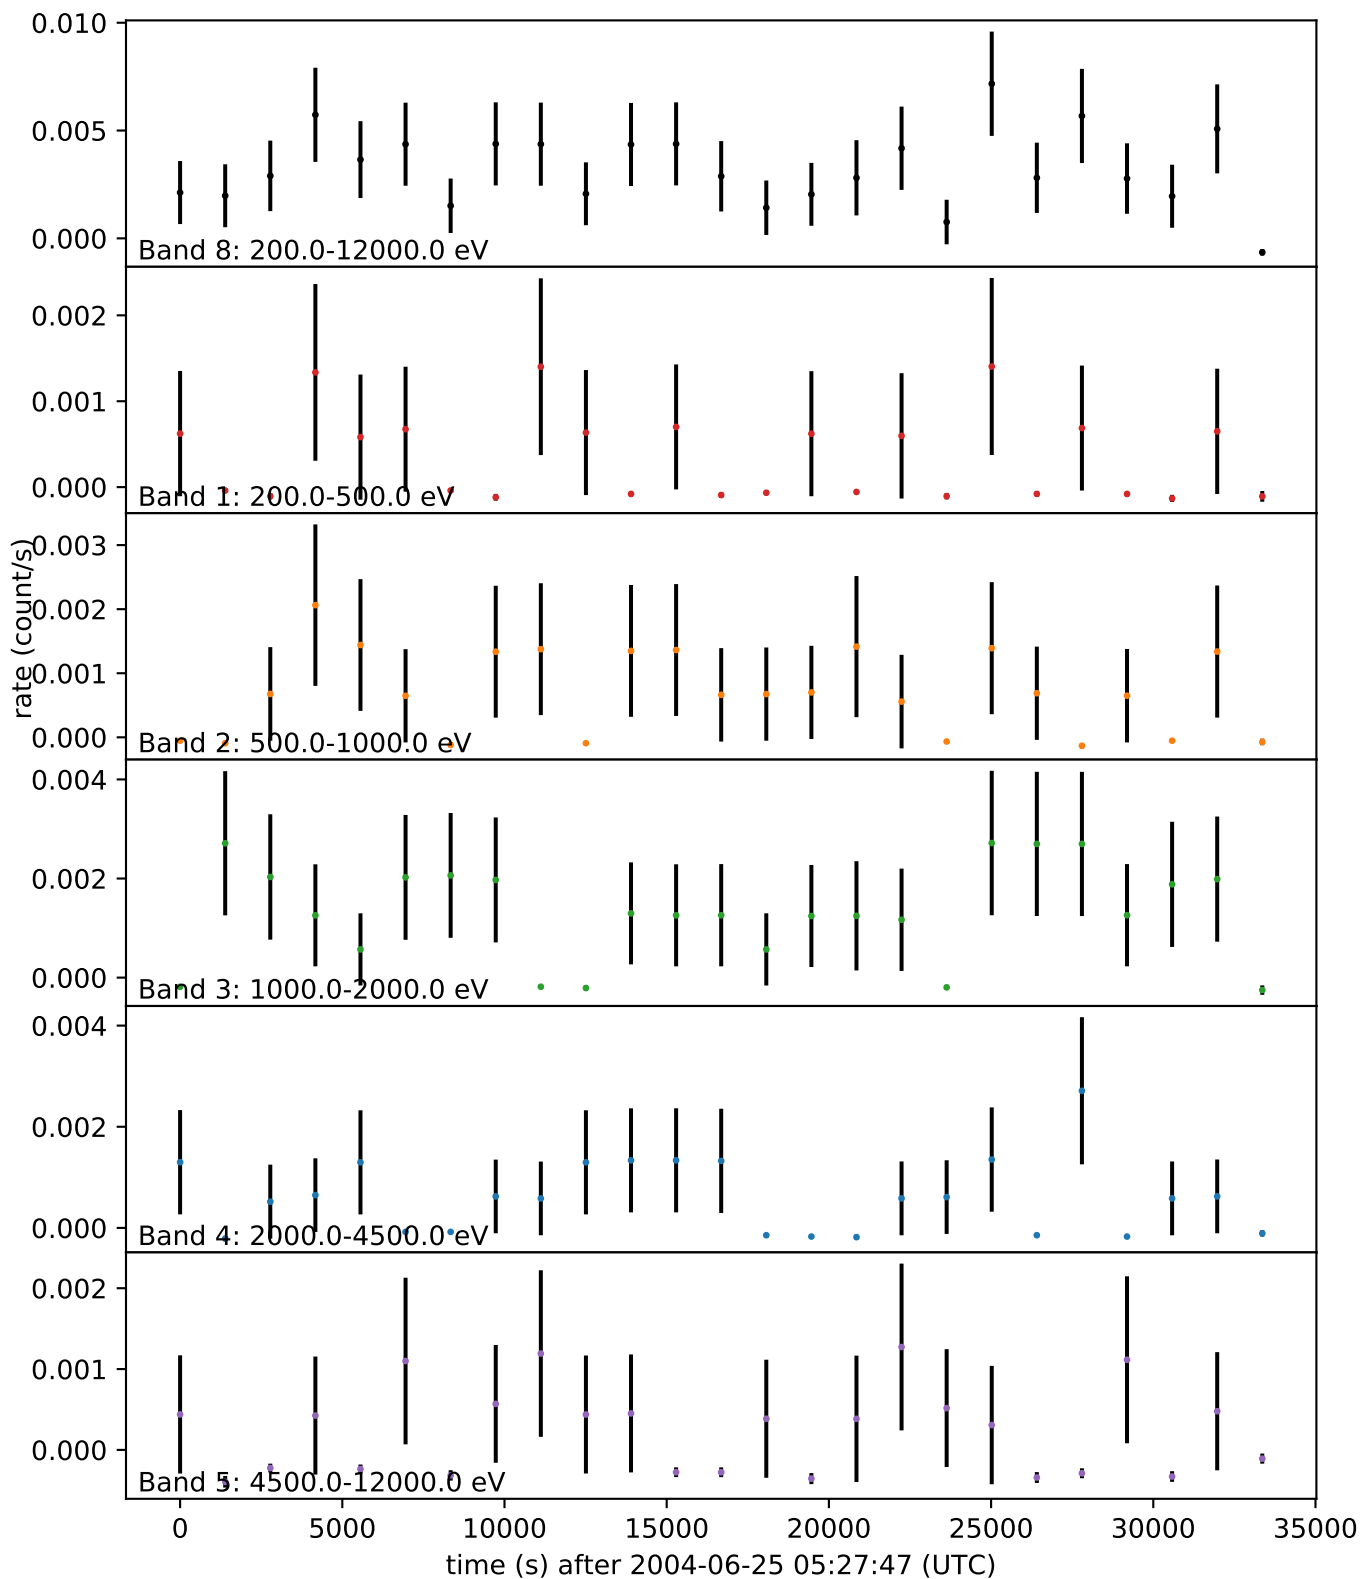 0.010
0.005
0.000
Band 8: 200.0-12000.0 eV
0.002
0.001
0.000
Band 1: 200.0-500.0 eV
rate (count/s)
0.003
0.002
0.001
0.000
Band 2: 500.0-1000.0 eV
0.004
0.002
0.000
Band 3: 1000.0-2000.0 eV
0.004
0.002
0.000
Band 4: 2000.0-4500.0 eV
0.002
0.001
0.000
Band 5: 4500.0-12000.0 eV
0 5000 10000 15000 20000 25000 30000 35000
time (s) after 2004-06-25 05:27:47 (UTC)